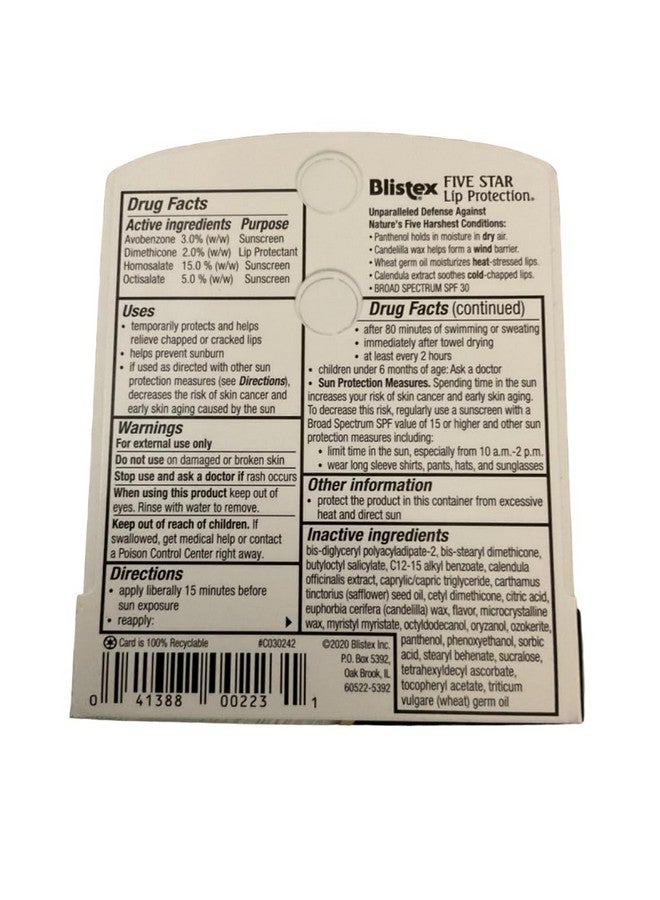 Drug Facts
Active ingredients Purpose
Avobenzone 3.0% (w/w) Sunscreen
Dimethicone 2.0% (w/w) Lip Protectant
Homosalate 15.0 % (w/w) Sunscreen
Octisalate 5.0 % (w/w) Sunscreen
Uses
• temporarily protects and helps
relieve chapped or cracked lips
• helps prevent sunburn
• if used as directed with other sun
protection measures (see Directions),
decreases the risk of skin cancer and
early skin aging caused by the sun
Warnings
For external use only
Do not use on damaged or broken skin
Stop use and ask a doctor if rash occurs
When using this product keep out of
eyes. Rinse with water to remove.
Keep out of reach of children. If
swallowed, get medical help or contact
a Poison Control Center right away.
Directions
• apply liberally 15 minutes before
sun exposure
• reapply:
Blistex FIVE STAR
Lip Protection®
Unparalleled Defense Against
Nature's Five Harshest Conditions:
• Panthenol holds in moisture in dry air.
• Candelilla wax helps form a wind barrier.
• Wheat germ oil moisturizes heat-stressed lips.
• Calendula extract soothes cold-chapped lips.
• BROAD SPECTRUM SPF 30
Drug Facts (continued)
• after 80 minutes of swimming or sweating
• immediately after towel drying
• at least every 2 hours
• children under 6 months of age: Ask a doctor
• Sun Protection Measures. Spending time in the sun
increases your risk of skin cancer and early skin aging.
To decrease this risk, regularly use a sunscreen with a
Broad Spectrum SPF value of 15 or higher and other sun
protection measures including:
• limit time in the sun, especially from 10 a.m.-2 p.m.
• wear long sleeve shirts, pants, hats, and sunglasses
Other information
• protect the product in this container from excessive
heat and direct sun
Inactive ingredients
bis-diglyceryl polyacyladipate-2, bis-stearyl dimethicone,
butyloctyl salicylate, C12-15 alkyl benzoate, calendula
officinalis extract, caprylic/capric triglyceride, carthamus
tinctorius (safflower) seed oil, cetyl dimethicone, citric acid,
euphorbia cerifera (candelilla) wax, flavor, microcrystalline
wax, myristyl myristate, octyldodecanol, oryzanol, ozokerite,
panthenol, phenoxyethanol, sorbic
acid, stearyl behenate, sucralose,
tetrahexyldecyl ascorbate,
tocopheryl acetate, triticum
vulgare (wheat) germ oil
Card is 100% Recyclable #C030242
©2020 Blistex Inc.
P.O. Box 5392,
Oak Brook, IL
60522-5392
0 41388 00223 1